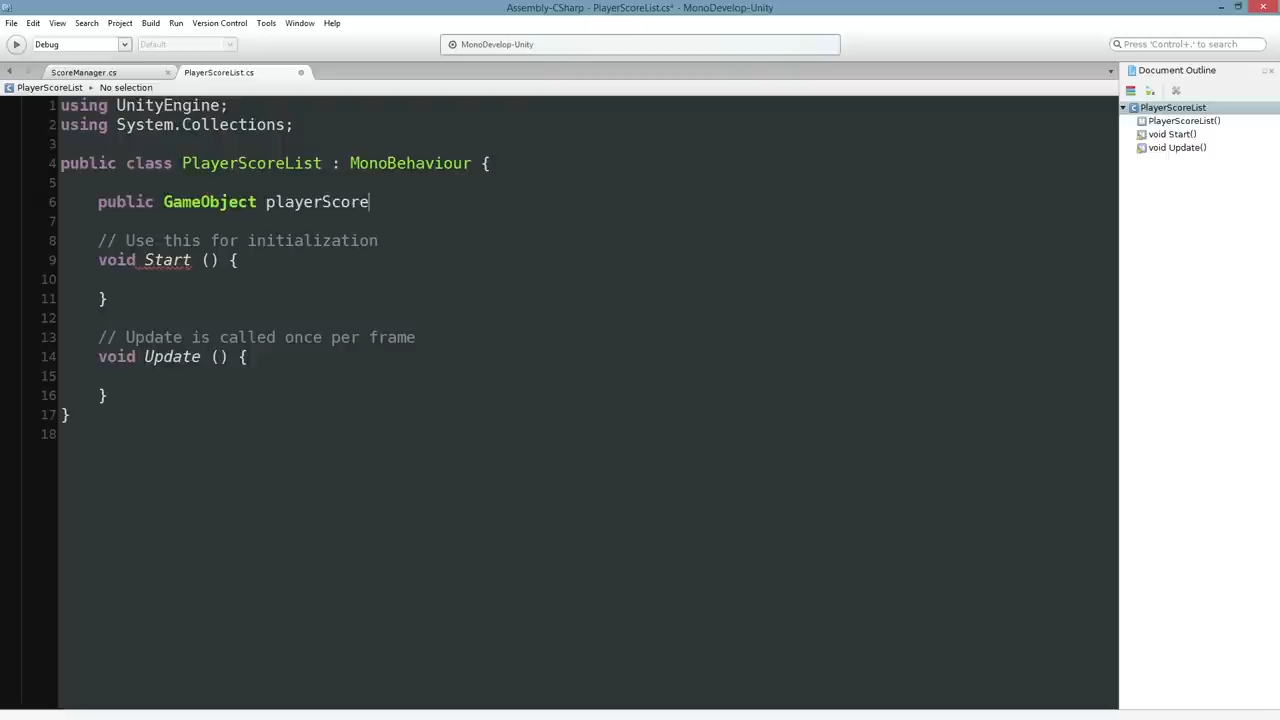 Assembly-CSharp - PlayerScoreList.cs* - MonoDevelop-Unity
File Edit View Search Project Build Run Version Control Tools Window Help
Debug Default MonoDevelop-Unity Press 'Control+.' to search
ScoreManager.cs PlayerScoreList.cs
PlayerScoreList ▸ No selection
1 using UnityEngine;
2 using System.Collections;
3
4 public class PlayerScoreList : MonoBehaviour {
5
6 public GameObject playerScore
7
8 // Use this for initialization
9 void Start () {
10
11 }
12
13 // Update is called once per frame
14 void Update () {
15
16 }
17 }
18
Document Outline
PlayerScoreList
PlayerScoreList()
void Start()
void Update()